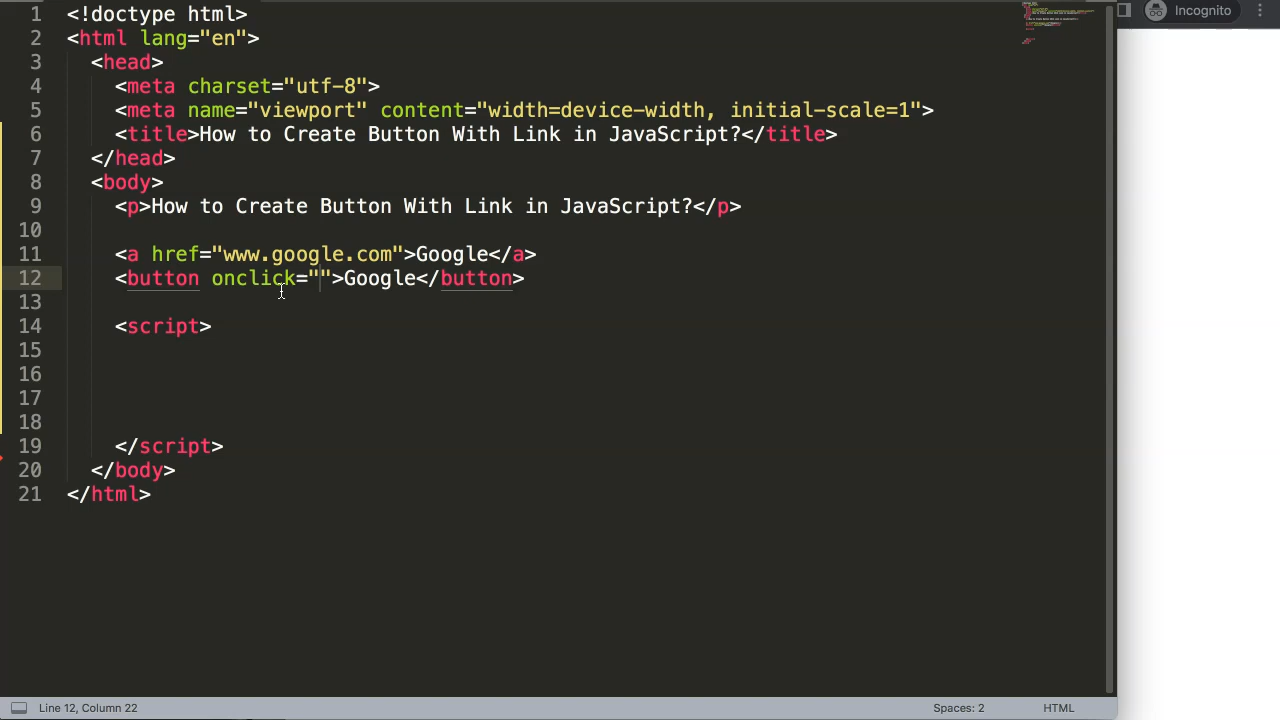 Incognito
1 <!doctype html>
2 <html lang="en">
3 <head>
4 <meta charset="utf-8">
5 <meta name="viewport" content="width=device-width, initial-scale=1">
6 <title>How to Create Button With Link in JavaScript?</title>
7 </head>
8 <body>
9 <p>How to Create Button With Link in JavaScript?</p>
10
11 <a href="www.google.com">Google</a>
12 <button onclick="">Google</button>
13
14 <script>
15
16
17
18
19 </script>
20 </body>
21 </html>
Line 12, Column 22 Spaces: 2 HTML